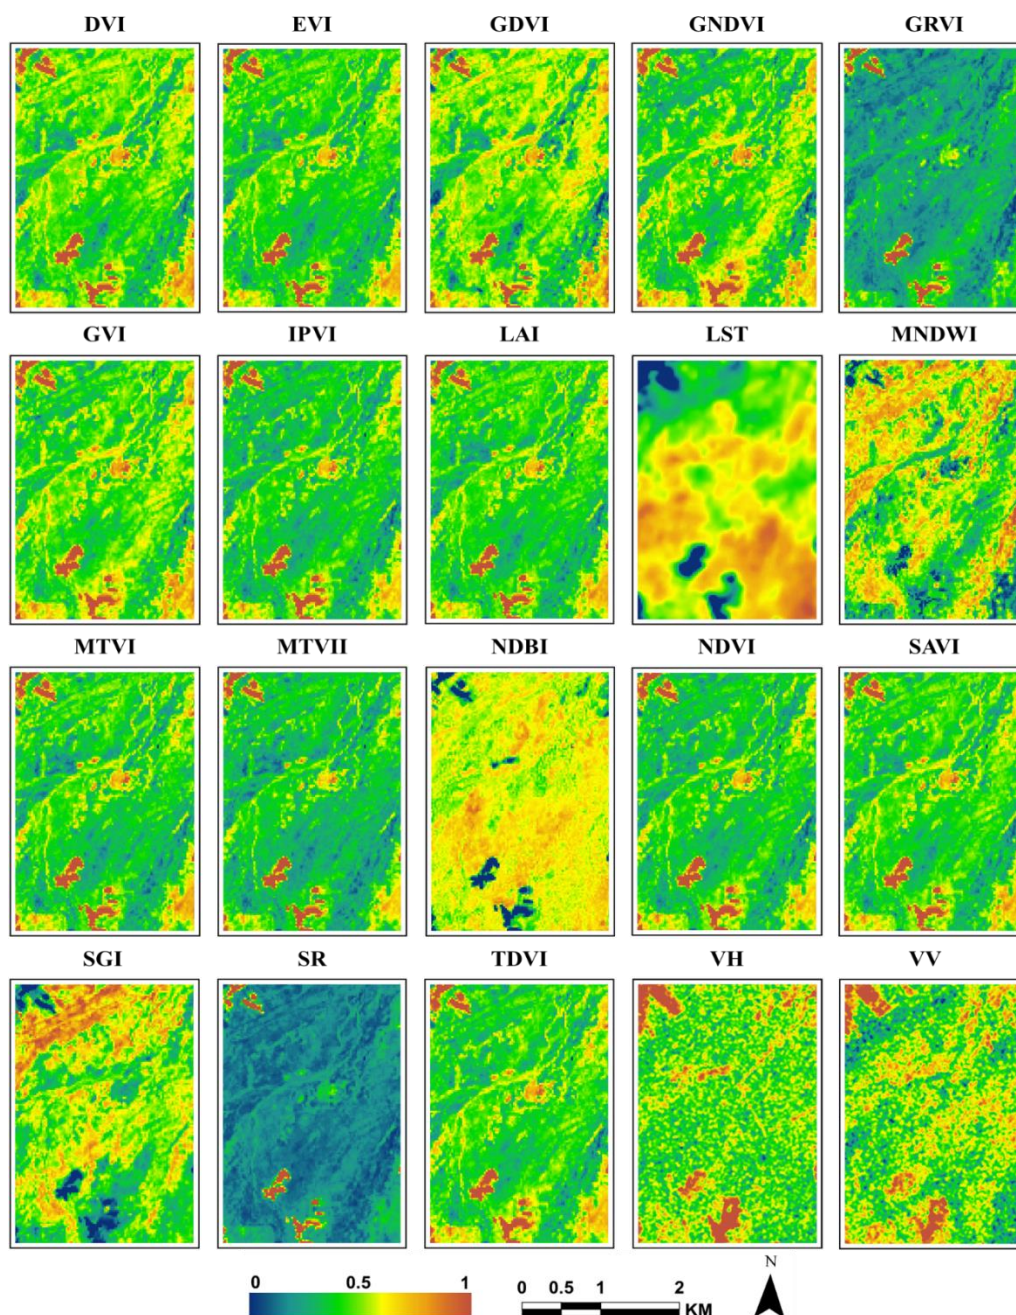 DVI EVI GDVI GNDVI GRVI
GVI IPVI LAI LST MNDWI
MTVI MTVII NDBI NDVI SAVI
SGI SR TDVI VH VV
N
0 0.5 1 0 0.5 1 2
KM